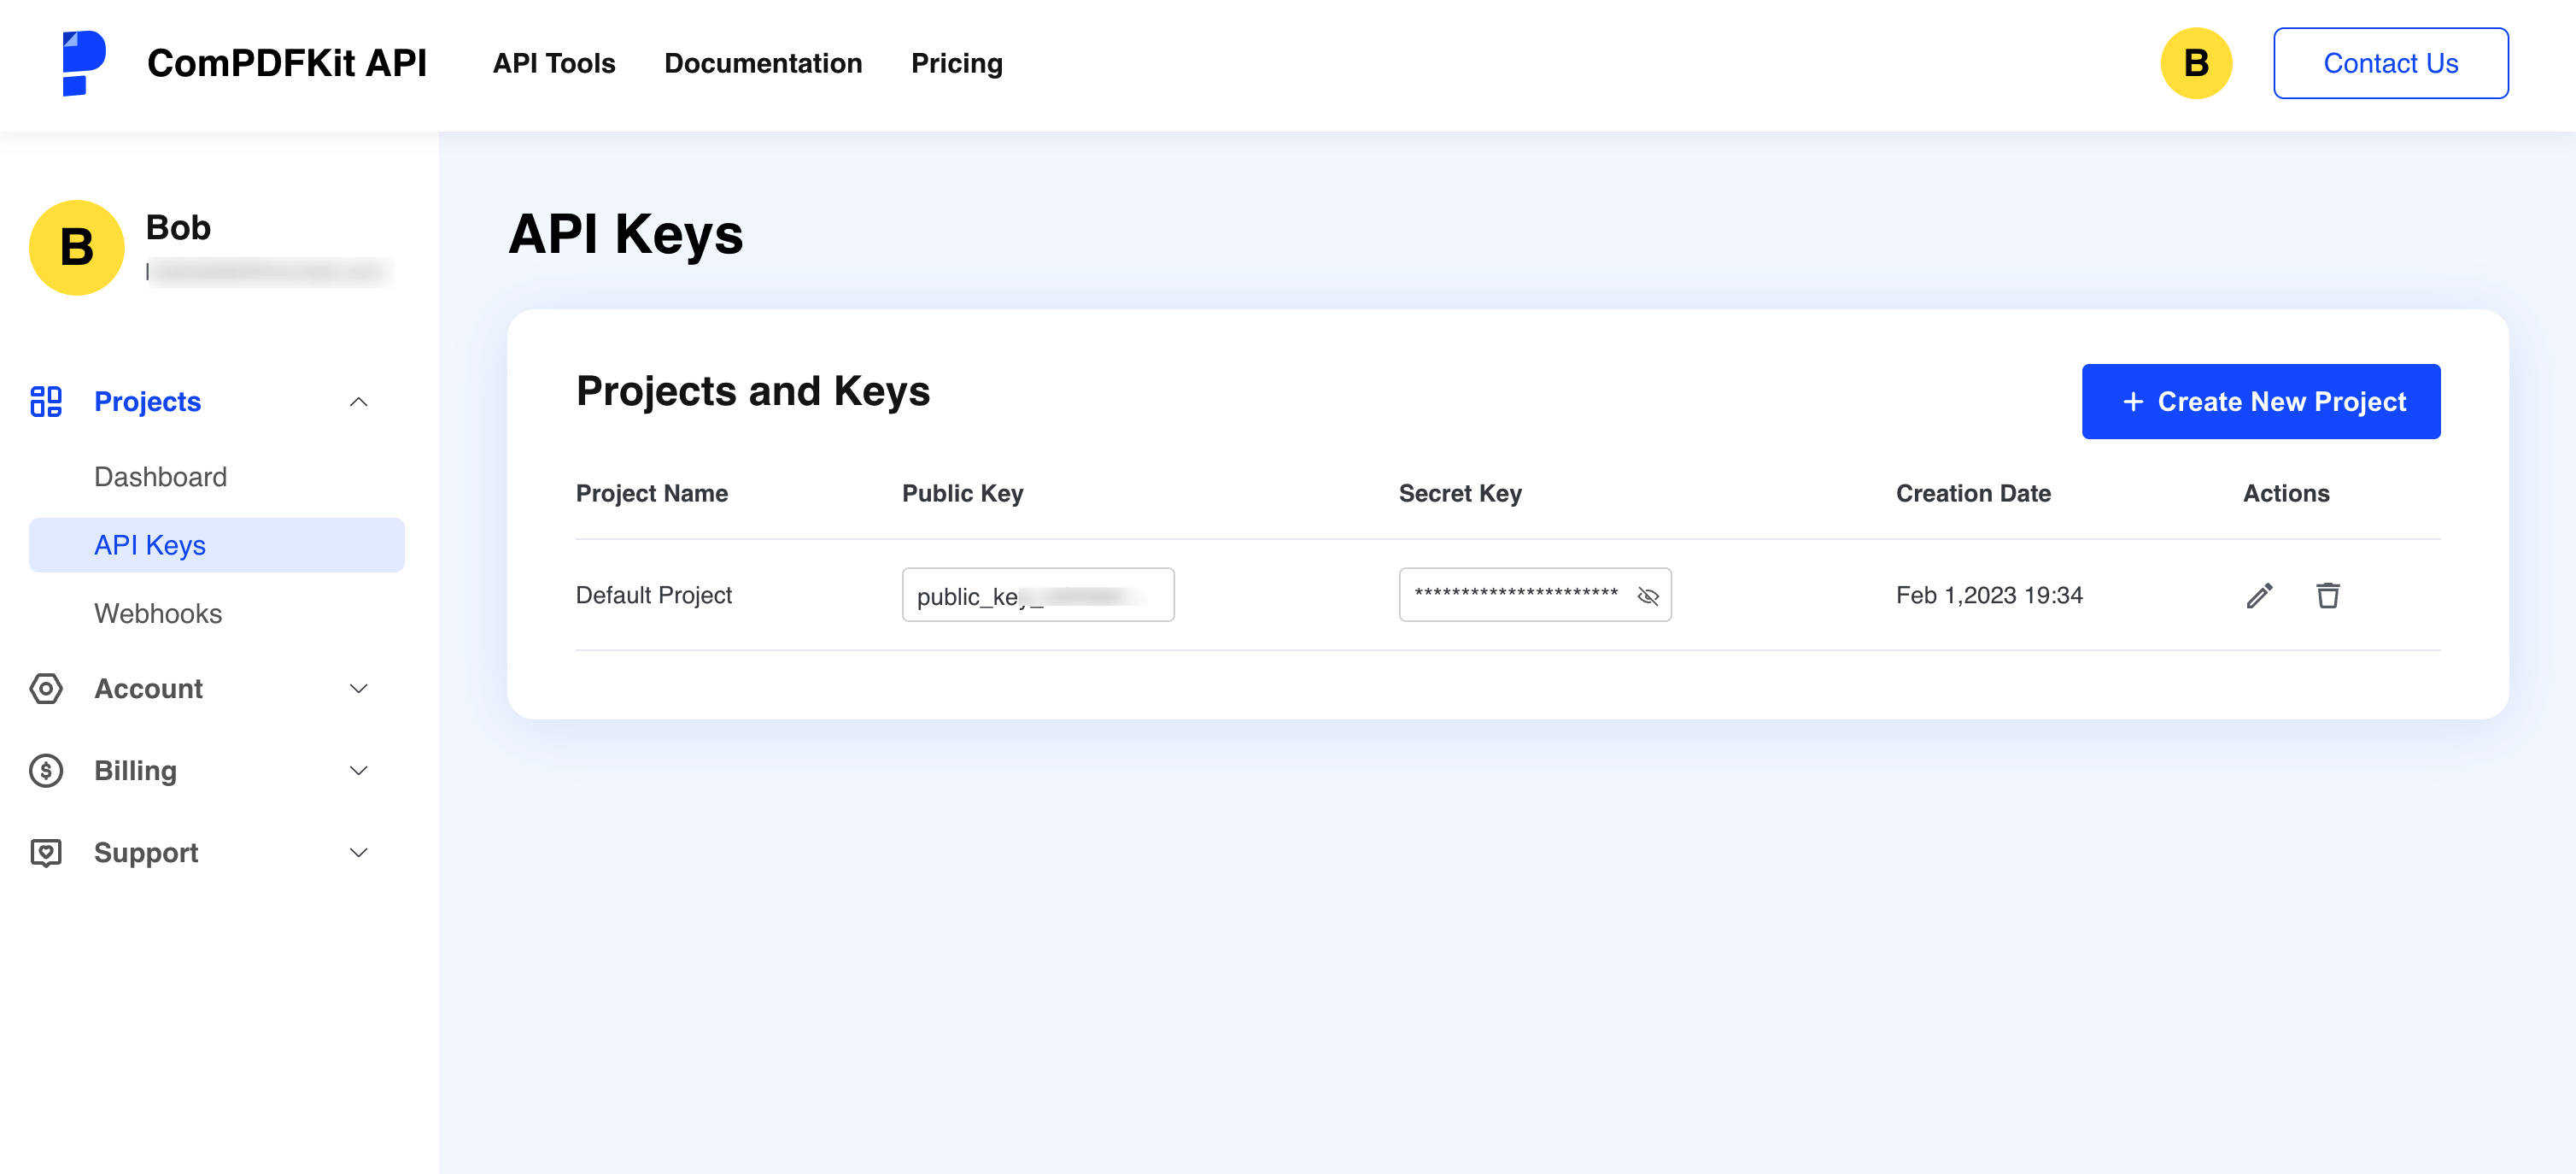 ComPDFKit API API Tools Documentation Pricing B Contact Us
B Bob
Projects
Dashboard
API Keys
Webhooks
Account
Billing
Support
API Keys
Projects and Keys
+ Create New Project
Project Name Public Key Secret Key Creation Date Actions
Default Project public_key_ ********************** Feb 1,2023 19:34